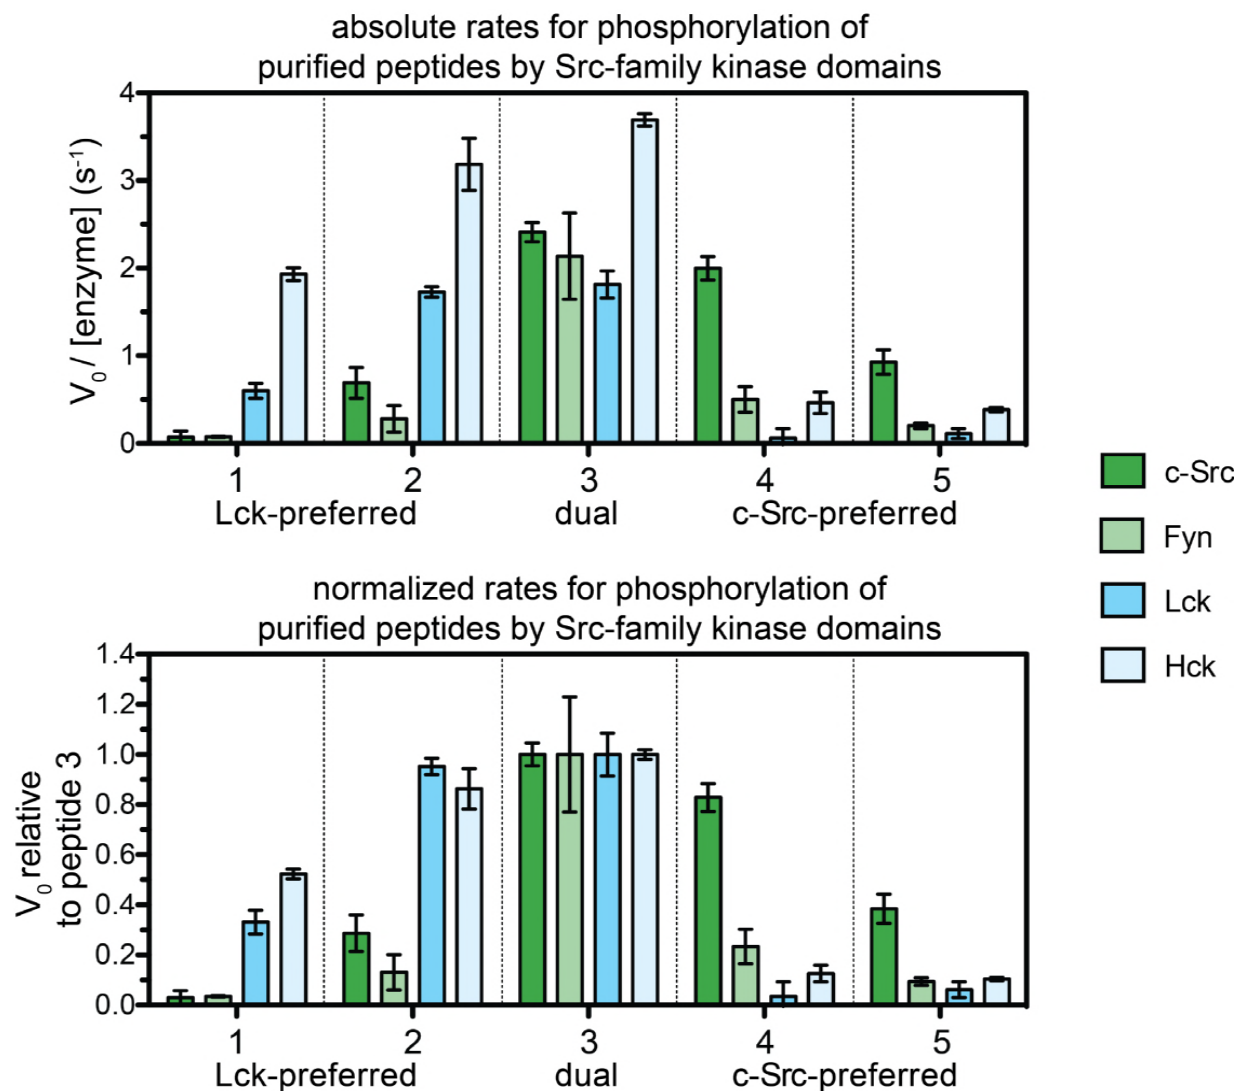 absolute rates for phosphorylation of
purified peptides by Src-family kinase domains
V0 / [enzyme] (s-1)
4
3
2
1
0
1
2
3
4
5
Lck-preferred
dual
c-Src-preferred
c-Src
Fyn
Lck
Hck
normalized rates for phosphorylation of
purified peptides by Src-family kinase domains
V0 relative
to peptide 3
1.4
1.2
1.0
0.8
0.6
0.4
0.2
0.0
1
2
3
4
5
Lck-preferred
dual
c-Src-preferred